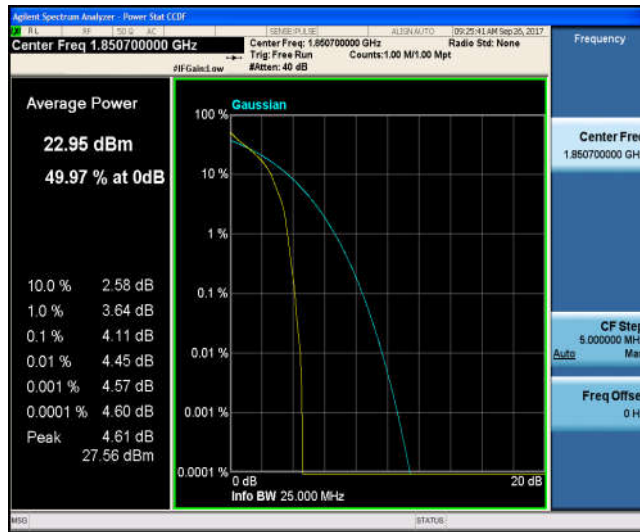 Agilent Spectrum Analyzer - Power Stat CCDF
RL RF 50 Ω AC SENSE:PULSE ALIGN AUTO 09:25:41 AM Sep 26, 2017
Center Freq 1.850700000 GHz
Center Freq: 1.850700000 GHz
Radio Std: None
Trig: Free Run
Counts:1.00 M/1.00 Mpt
#IFGain:Low
#Atten: 40 dB
Frequency
Average Power
22.95 dBm
49.97 % at 0dB
10.0 % 2.58 dB
1.0 % 3.64 dB
0.1 % 4.11 dB
0.01 % 4.45 dB
0.001 % 4.57 dB
0.0001 % 4.60 dB
Peak 4.61 dB
27.56 dBm
Gaussian
100 %
10 %
1 %
0.1 %
0.01 %
0.001 %
0.0001 %
0 dB
20 dB
Info BW 25.000 MHz
Center Fre
1.850700000 GH
CF Step
5.000000 MH
Auto Ma
Freq Offse
0 H
MSG
STATUS